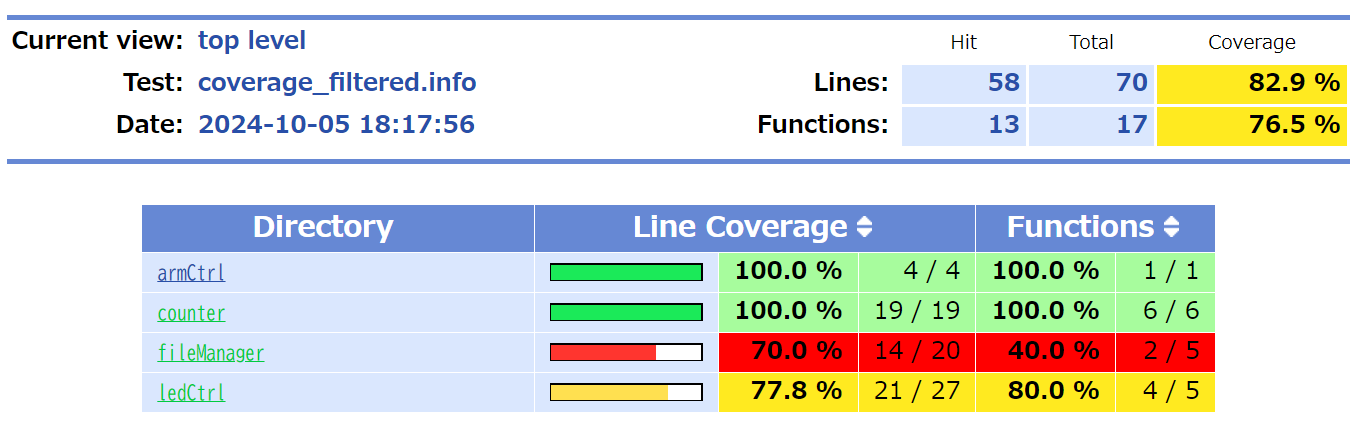 Current view: top level Hit Total Coverage
Test: coverage_filtered.info Lines: 58 70 82.9 %
Date: 2024-10-05 18:17:56 Functions: 13 17 76.5 %
Directory Line Coverage Functions
armCtrl 100.0 % 4 / 4 100.0 % 1 / 1
counter 100.0 % 19 / 19 100.0 % 6 / 6
fileManager 70.0 % 14 / 20 40.0 % 2 / 5
ledCtrl 77.8 % 21 / 27 80.0 % 4 / 5